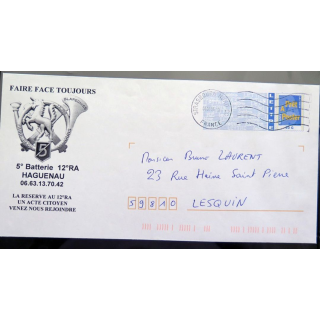 FAIRE FACE TOUJOURS
5
5° Batterie 12°RA
HAGUENAU
06.63.13.70.42
LA RESERVE AU 12°RA
UN ACTE CITOYEN
VENEZ NOUS REJOINDRE
FRANCE
Monsieur Bruno LAURENT
23 Rue Haine Saint Pierre
59810 LESQUIN